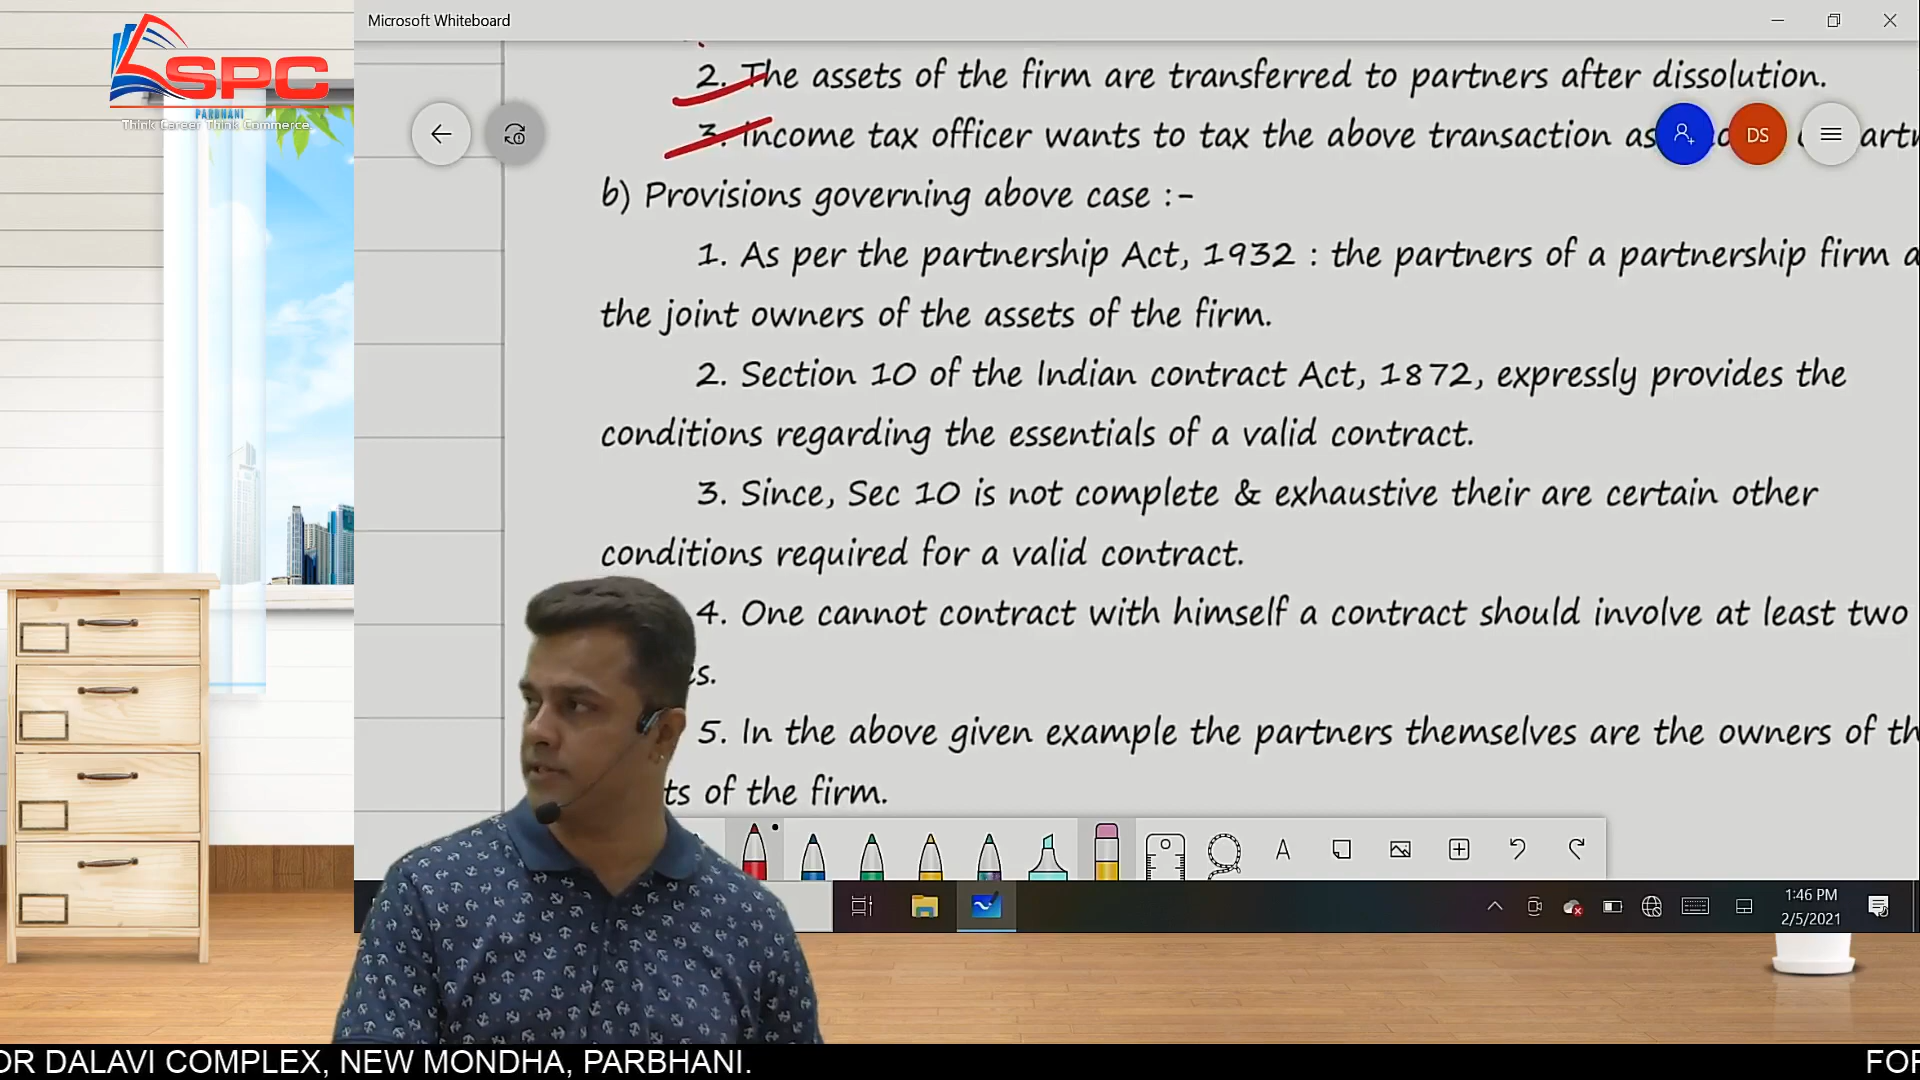 Microsoft Whiteboard
SPC
PARBHANI
Think Career Think Commerce.
2. The assets of the firm are transferred to partners after dissolution.
3. Income tax officer wants to tax the above transaction as
DS
b) Provisions governing above case :-
1. As per the partnership Act, 1932 : the partners of a partnership firm a
the joint owners of the assets of the firm.
2. Section 10 of the Indian contract Act, 1872, expressly provides the
conditions regarding the essentials of a valid contract.
3. Since, Sec 10 is not complete & exhaustive their are certain other
conditions required for a valid contract.
4. One cannot contract with himself a contract should involve at least two
5. In the above given example the partners themselves are the owners of th
of the firm.
1:46 PM
2/5/2021
OR DALAVI COMPLEX, NEW MONDHA, PARBHANI.
FOR